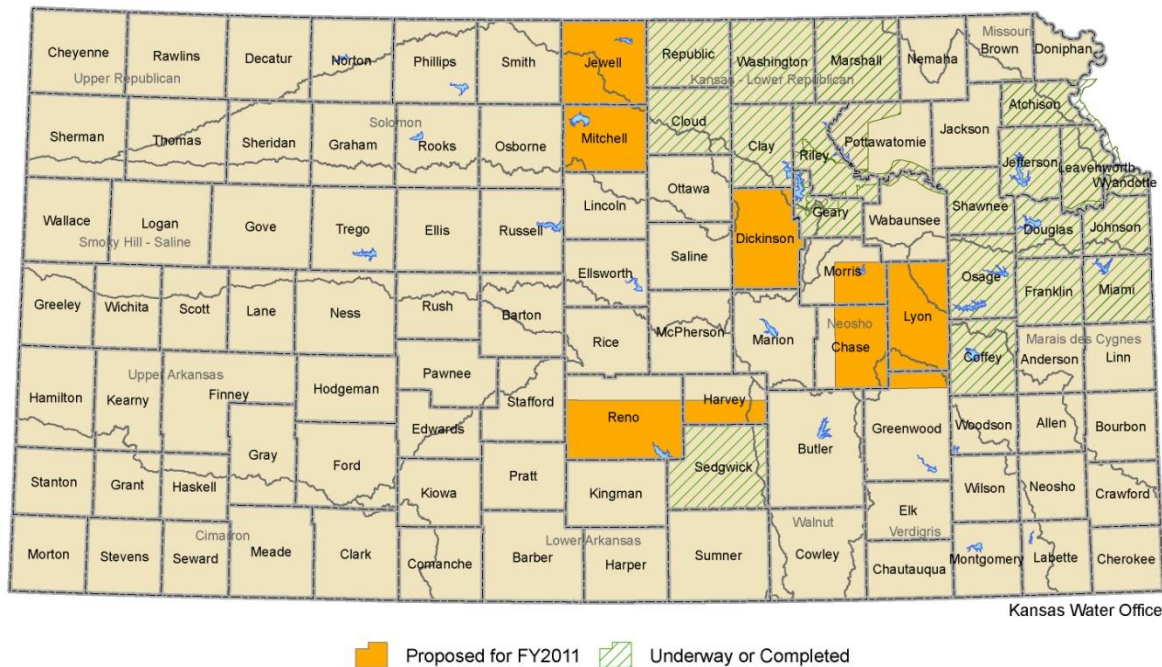 Cheyenne
Rawlins
Decatur
Norton
Phillips
Smith
Jewell
Republic
Washington
Marshall
Nemaha
Missouri
Brown
Doniphan
Upper Republican
Kansas - Lower Republican
Atchison
Sherman
Thomas
Sheridan
Graham
Solomon
Rooks
Osborne
Mitchell
Cloud
Clay
Riley
Pottawatomie
Jackson
Jefferson
Leavenworth
Wyandotte
Wallace
Logan
Smoky Hill - Saline
Gove
Trego
Ellis
Russell
Lincoln
Ottawa
Saline
Dickinson
Geary
Wabaunsee
Shawnee
Douglas
Johnson
Ellsworth
Morris
Osage
Franklin
Miami
Greeley
Wichita
Scott
Lane
Ness
Rush
Barton
Rice
McPherson
Marion
Neosho
Chase
Lyon
Coffey
Marais des Cygnes
Anderson
Linn
Upper Arkansas
Hamilton
Kearny
Finney
Hodgeman
Pawnee
Stafford
Edwards
Reno
Harvey
Butler
Greenwood
Woodson
Allen
Bourbon
Gray
Ford
Stanton
Grant
Haskell
Kiowa
Pratt
Kingman
Sedgwick
Elk
Wilson
Neosho
Crawford
Morton
Stevens
Seward
Cimarron
Meade
Clark
Comanche
Barber
Lower Arkansas
Harper
Sumner
Walnut
Cowley
Verdigris
Chautauqua
Montgomery
Labette
Cherokee
Kansas Water Office
Proposed for FY2011
Underway or Completed